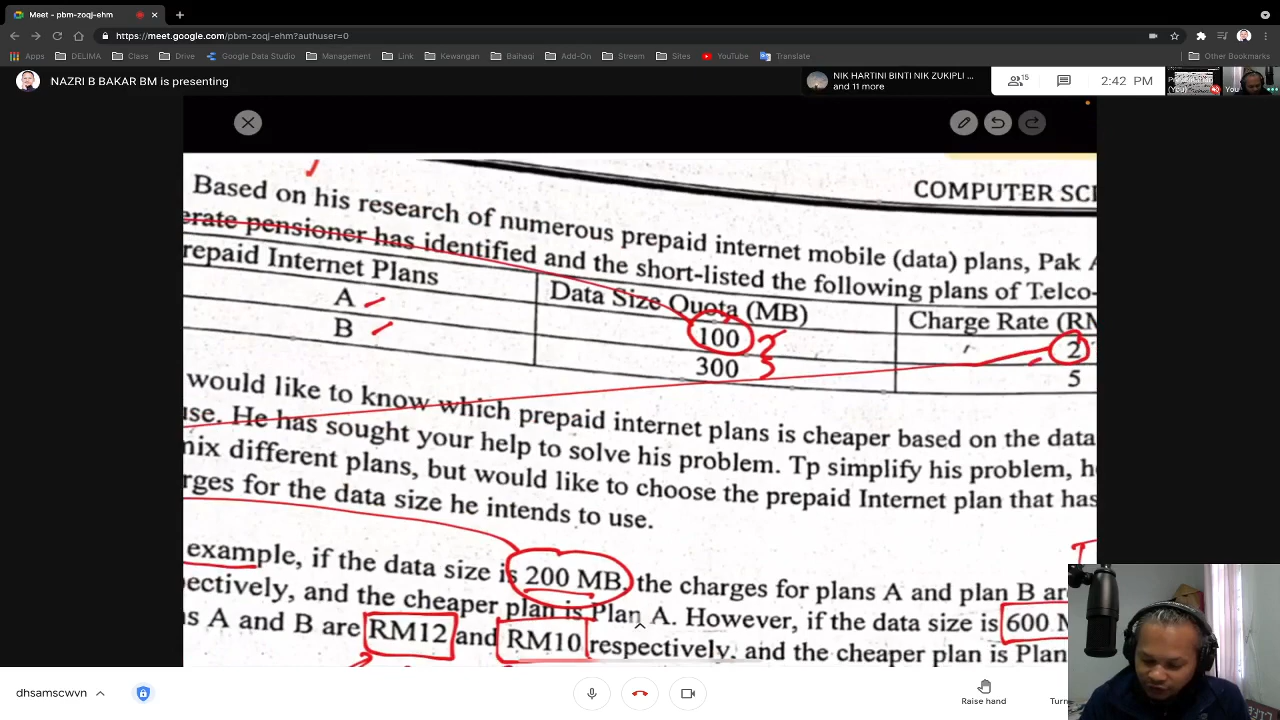 Meet - pbm-zoqj-ehm
https://meet.google.com/pbm-zoqj-ehm?authuser=0
Apps DELIMA Class Drive Google Data Studio Management Link Kewangan Baihaqi Add-On Stream Sites YouTube Translate Other Bookmarks
NAZRI B BAKAR BM is presenting
NIK HARTINI BINTI NIK ZUKIPLI ...
and 11 more
15
(You)
You
2:42 PM
COMPUTER SCI
Based on his research of numerous prepaid internet mobile (data) plans, Pak A
erate pensioner has identified and the short-listed the following plans of Telco-
repaid Internet Plans Data Size Quota (MB) Charge Rate (RM
A 100 2
B 300 5
would like to know which prepaid internet plans is cheaper based on the data
use. He has sought your help to solve his problem. Tp simplify his problem, h
mix different plans, but would like to choose the prepaid Internet plan that has
rges for the data size he intends to use.
example, if the data size is 200 MB, the charges for plans A and plan B ar
pectively, and the cheaper plan is Plan A. However, if the data size is 600 M
ns A and B are RM12 and RM10 respectively, and the cheaper plan is Plan
dhsamscwvn
Raise hand
Turn